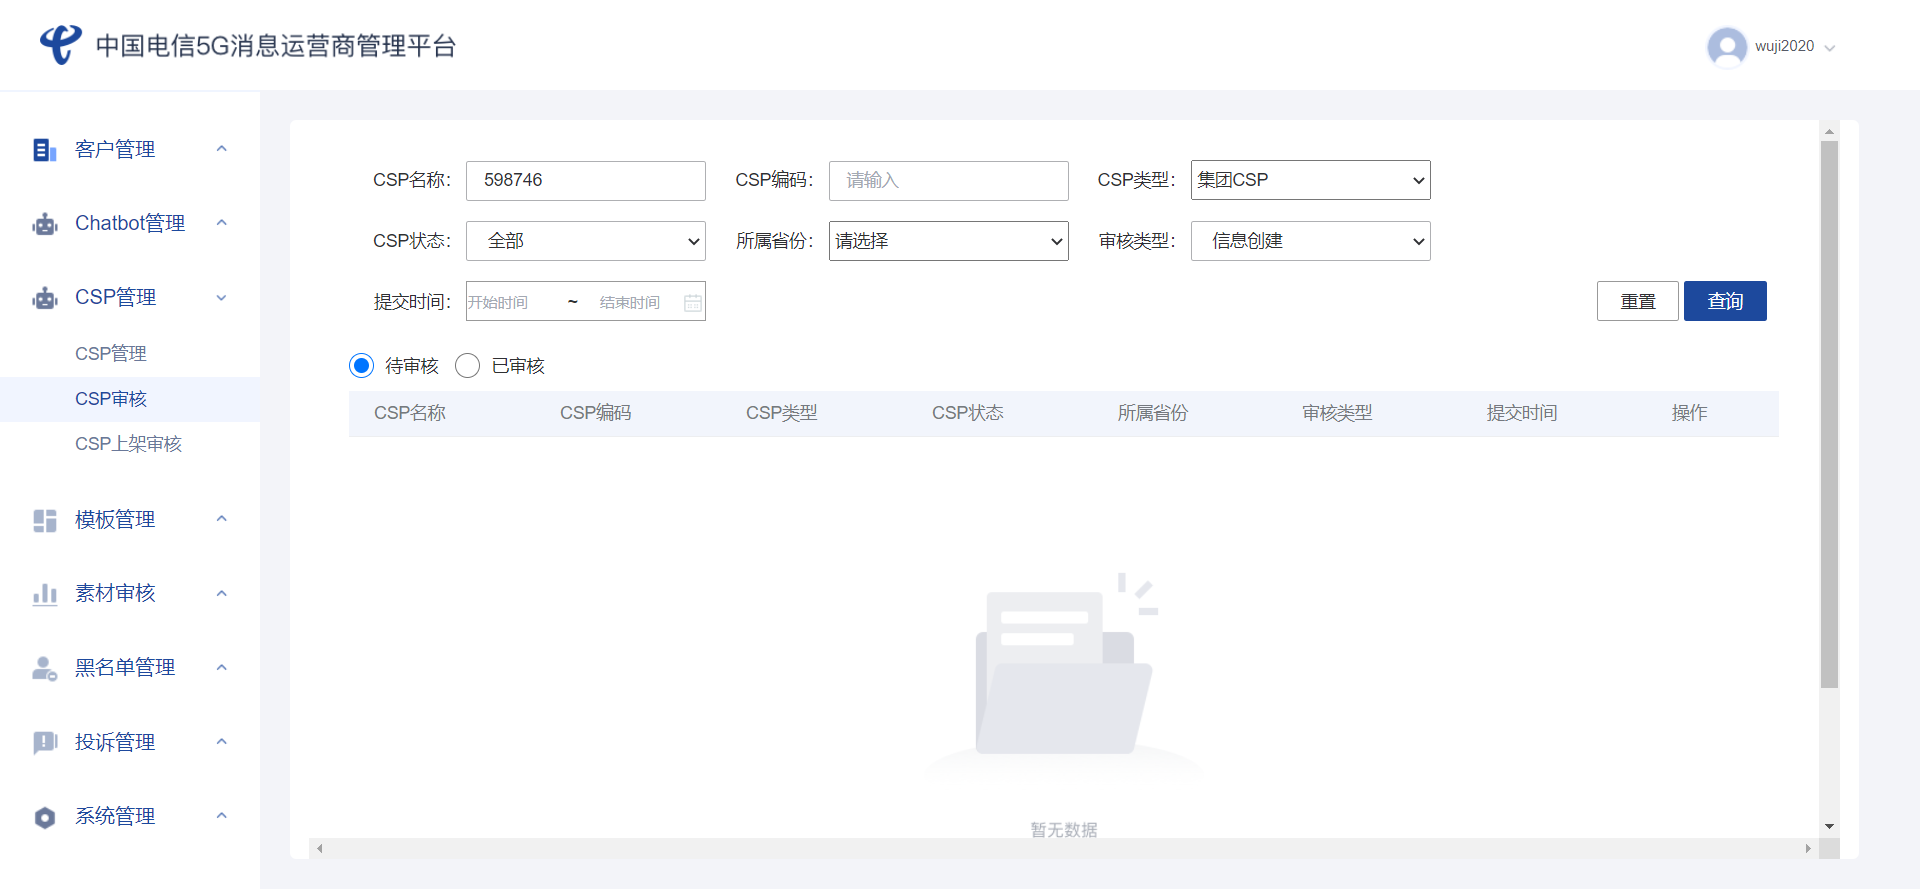 中国电信5G消息运营商管理平台
wuji2020
客户管理
Chatbot管理
CSP管理
CSP管理
CSP审核
CSP上架审核
模板管理
素材审核
黑名单管理
投诉管理
系统管理
CSP名称： 598746 CSP编码： 请输入 CSP类型： 集团CSP
CSP状态： 全部 所属省份： 请选择 审核类型： 信息创建
提交时间： 开始时间 ~ 结束时间 重置 查询
待审核 已审核
CSP名称 CSP编码 CSP类型 CSP状态 所属省份 审核类型 提交时间 操作
暂无数据